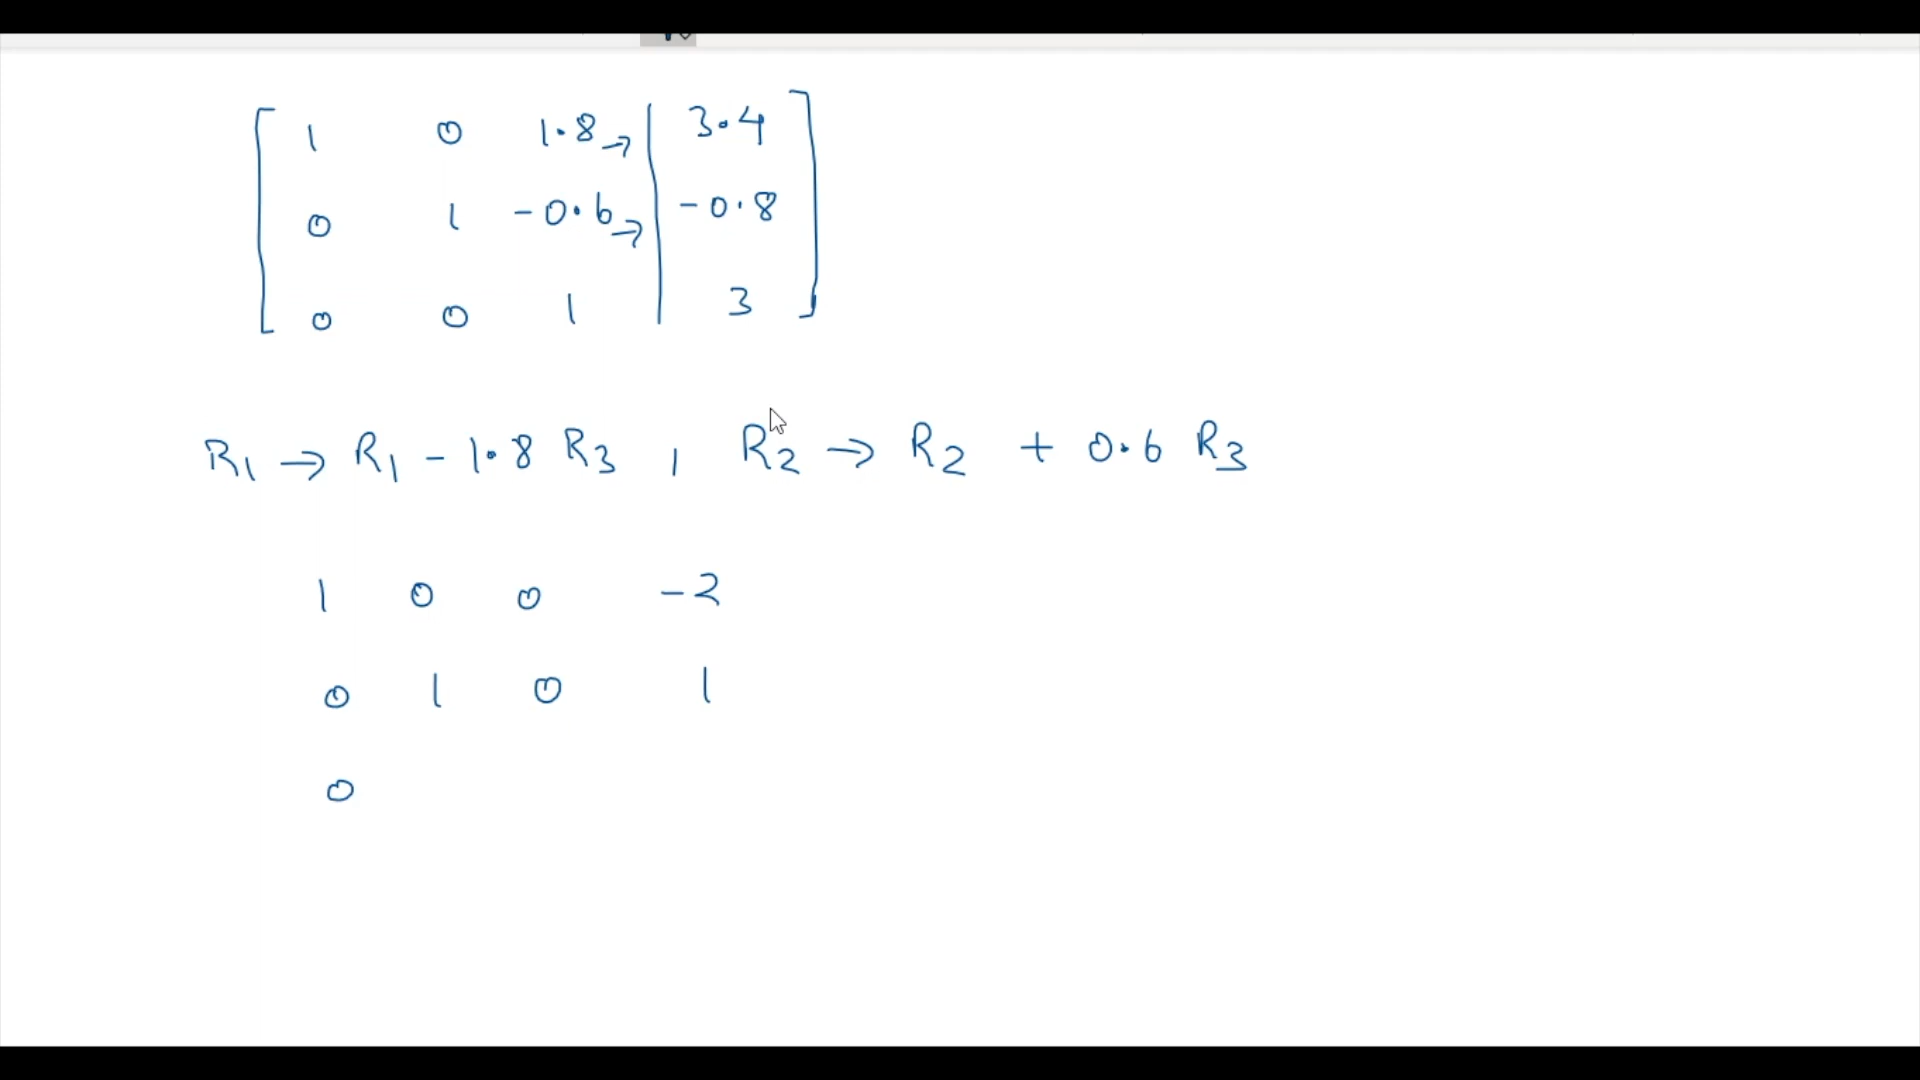 1 0 1.8→ | 3.4
0 1 -0.6→ | -0.8
0 0 1 | 3
R1 → R1 - 1.8 R3 , R2 → R2 + 0.6 R3
1 0 0 -2
0 1 0 1
0